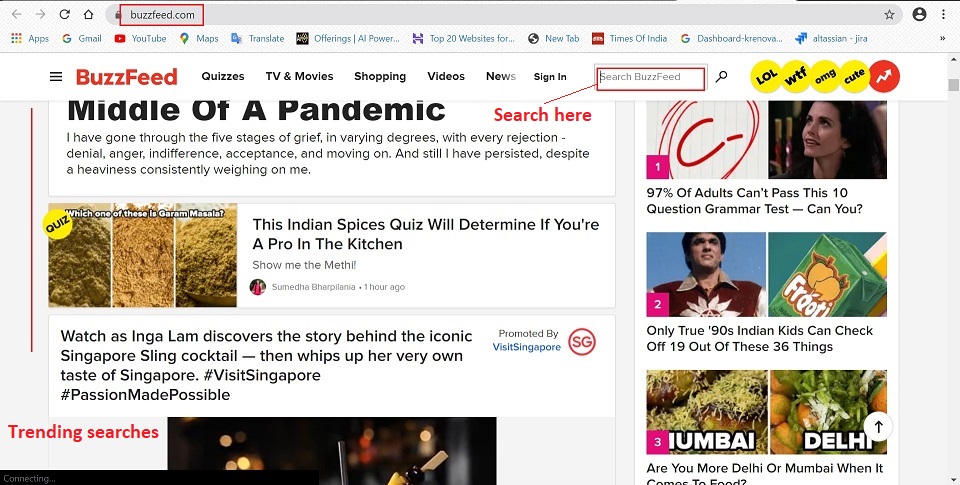 buzzfeed.com
Apps Gmail YouTube Maps Translate Offerings | AI Power... Top 20 Websites for... New Tab Times Of India Dashboard-krenova... altassian - jira »
BuzzFeed Quizzes TV & Movies Shopping Videos News Sign In Search BuzzFeed LOL wtf omg cute
Search here
Middle Of A Pandemic
I have gone through the five stages of grief, in varying degrees, with every rejection -
denial, anger, indifference, acceptance, and moving on. And still I have persisted, despite
a heaviness consistently weighing on me.
QUIZ
Which one of these is Garam Masala?
This Indian Spices Quiz Will Determine If You're
A Pro In The Kitchen
Show me the Methi!
Sumedha Bharpilania • 1 hour ago
Watch as Inga Lam discovers the story behind the iconic
Singapore Sling cocktail — then whips up her very own
taste of Singapore. #VisitSingapore
#PassionMadePossible
Promoted By
VisitSingapore
SG
Trending searches
Connecting...
C-
1
97% Of Adults Can't Pass This 10
Question Grammar Test — Can You?
Frooti
2
Only True '90s Indian Kids Can Check
Off 19 Out Of These 36 Things
3
MUMBAI DELHI
Are You More Delhi Or Mumbai When It
Comes To Food?